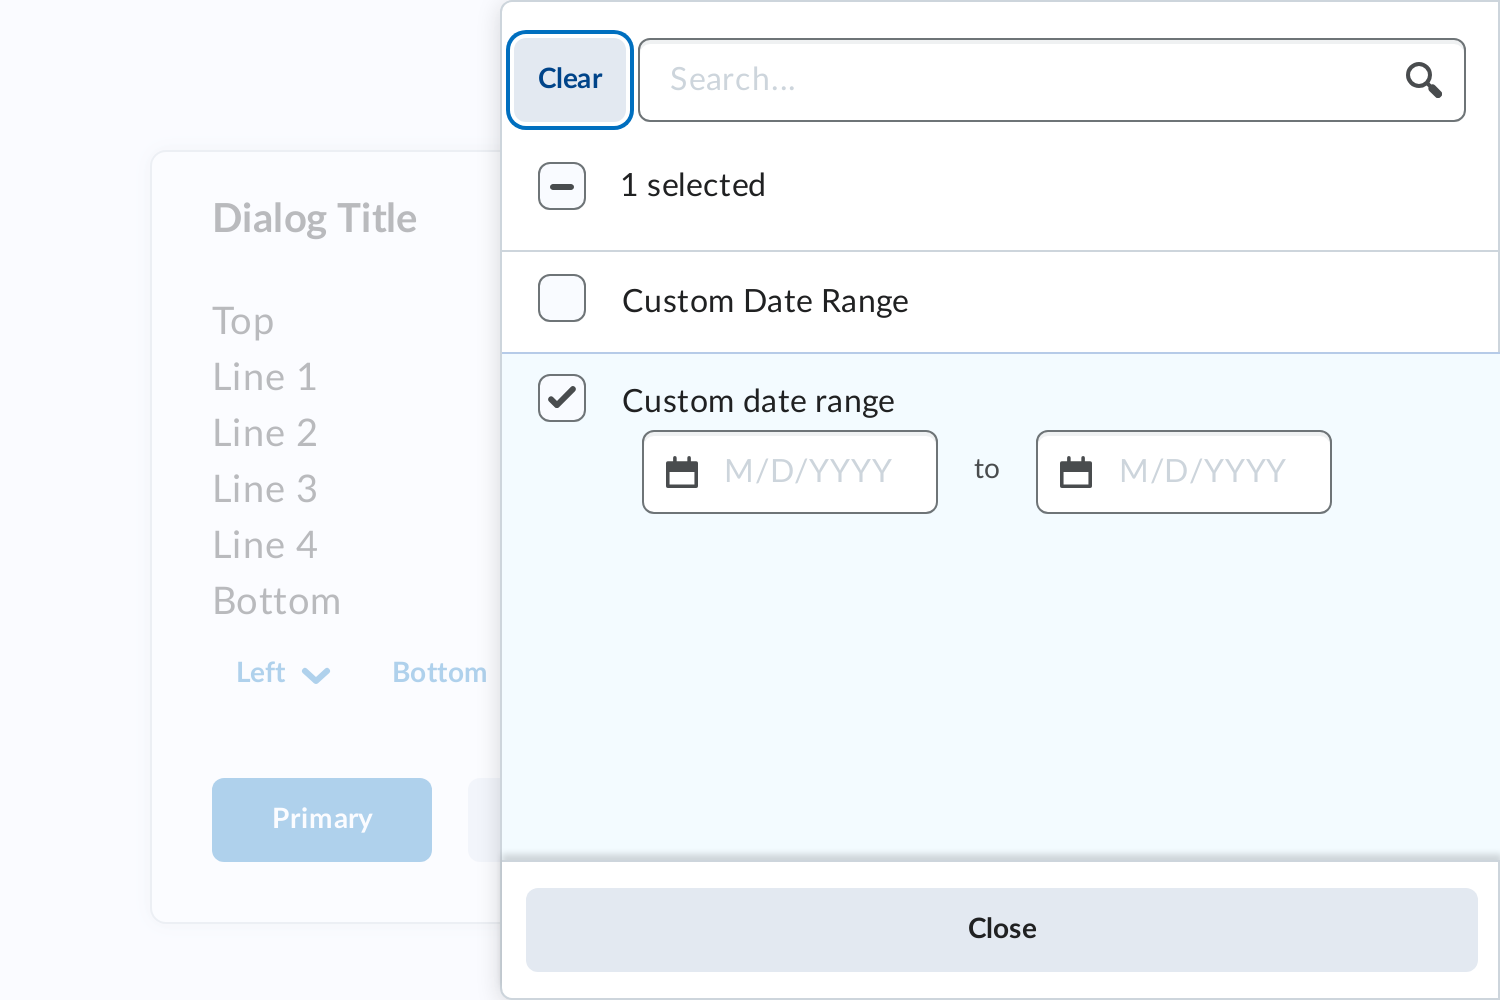 Clear
Search...
1 selected
Custom Date Range
Custom date range
M/D/YYYY to M/D/YYYY
Close
Dialog Title
Top
Line 1
Line 2
Line 3
Line 4
Bottom
Left Bottom
Primary